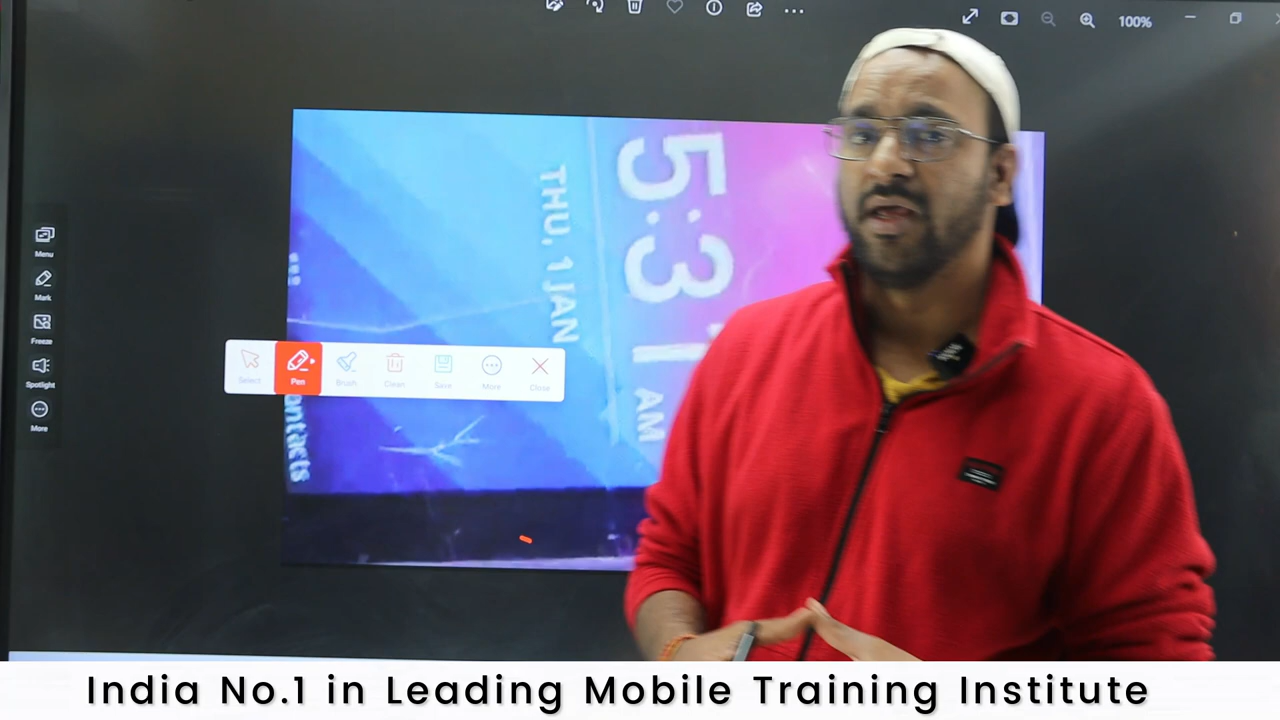 100%
5:31 AM
THU, 1 JAN
ontacts
Menu
Mark
Freeze
Spotlight
More
Select
Pen
Brush
Clean
Save
More
Close
India No.1 in Leading Mobile Training Institute